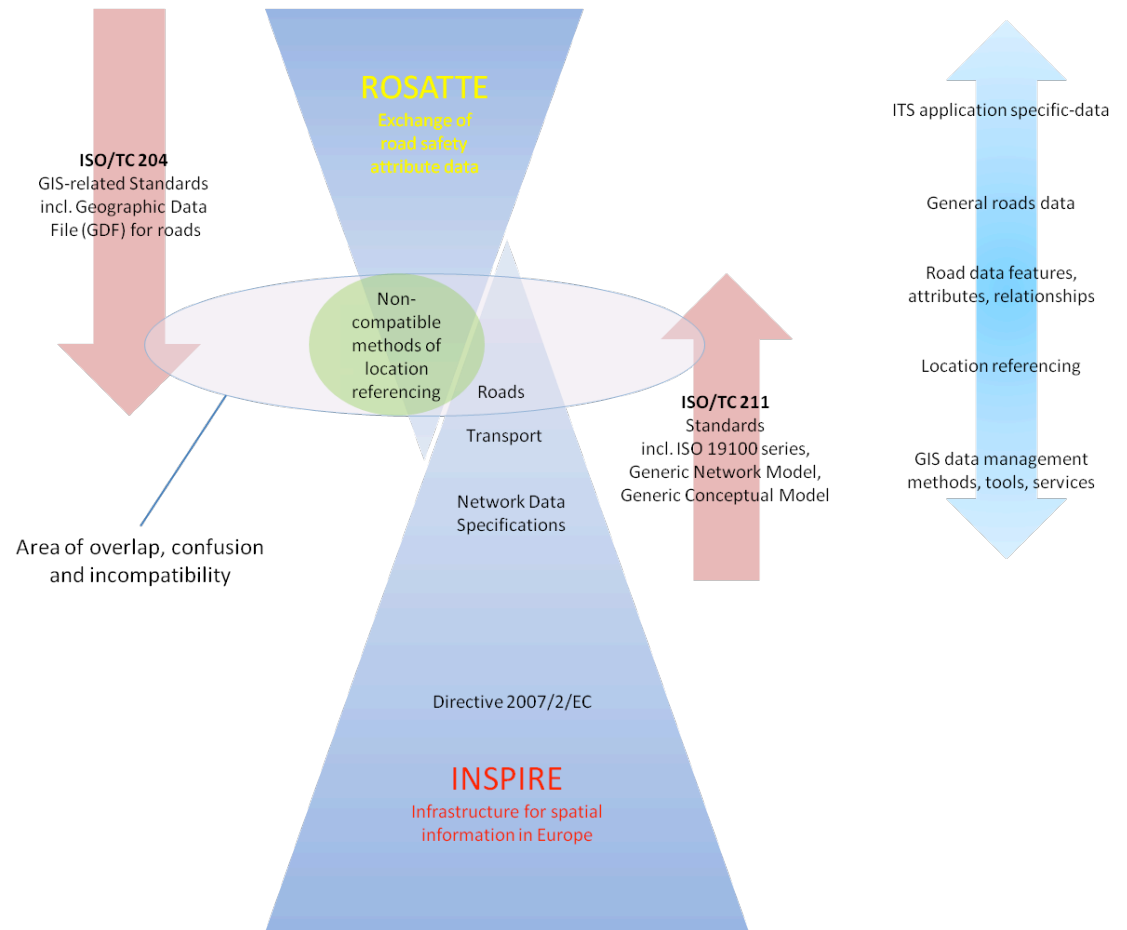 ROSATTE
Exchange of
road safety
attribute data
ISO/TC 204
GIS-related Standards
incl. Geographic Data
File (GDF) for roads
Non-
compatible
methods of
location
referencing
Roads
Transport
Network Data
Specifications
ISO/TC 211
Standards
incl. ISO 19100 series,
Generic Network Model,
Generic Conceptual Model
Area of overlap, confusion
and incompatibility
Directive 2007/2/EC
INSPIRE
Infrastructure for spatial
information in Europe
ITS application specific-data
General roads data
Road data features,
attributes, relationships
Location referencing
GIS data management
methods, tools, services